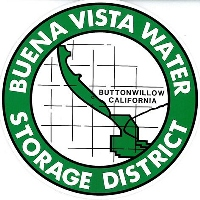 BUENA VISTA WATER
BUTTONWILLOW
CALIFORNIA
STORAGE DISTRICT